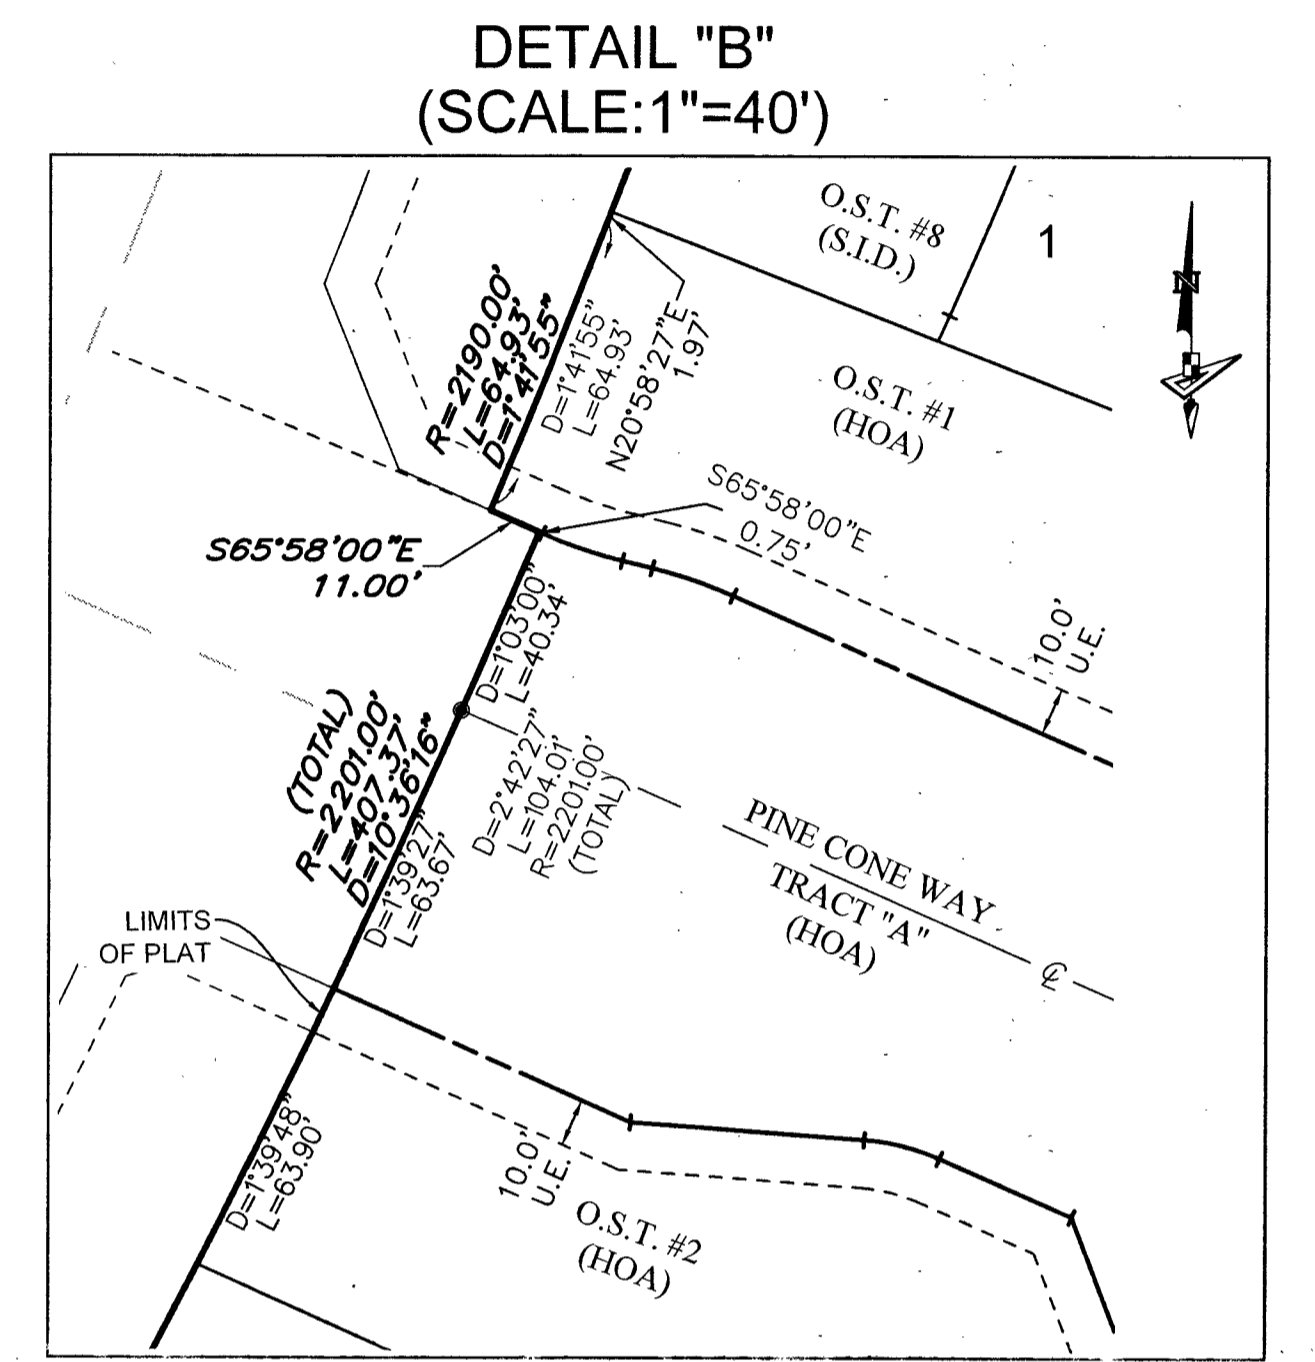 DETAIL "B"
(SCALE:1"=40')
O.S.T. #8
(S.I.D.)
1
N
R=2190.00'
L=64.93'
D=1°41'55"
D=1°41'55"
L=64.93'
N20°58'27"E
1.97'
O.S.T. #1
(HOA)
S65°58'00"E
0.75'
S65°58'00"E
11.00'
D=1°03'00"
L=40.34'
10.0'
U.E.
(TOTAL)
R=2201.00'
L=407.37'
D=10°36'16"
D=2°42'27"
L=104.01'
R=2201.00'
(TOTAL)
D=1°39'27"
L=63.67'
PINE CONE WAY
TRACT "A"
(HOA)
℄
LIMITS
OF PLAT
D=1°39'48"
L=63.90'
10.0'
U.E.
O.S.T. #2
(HOA)